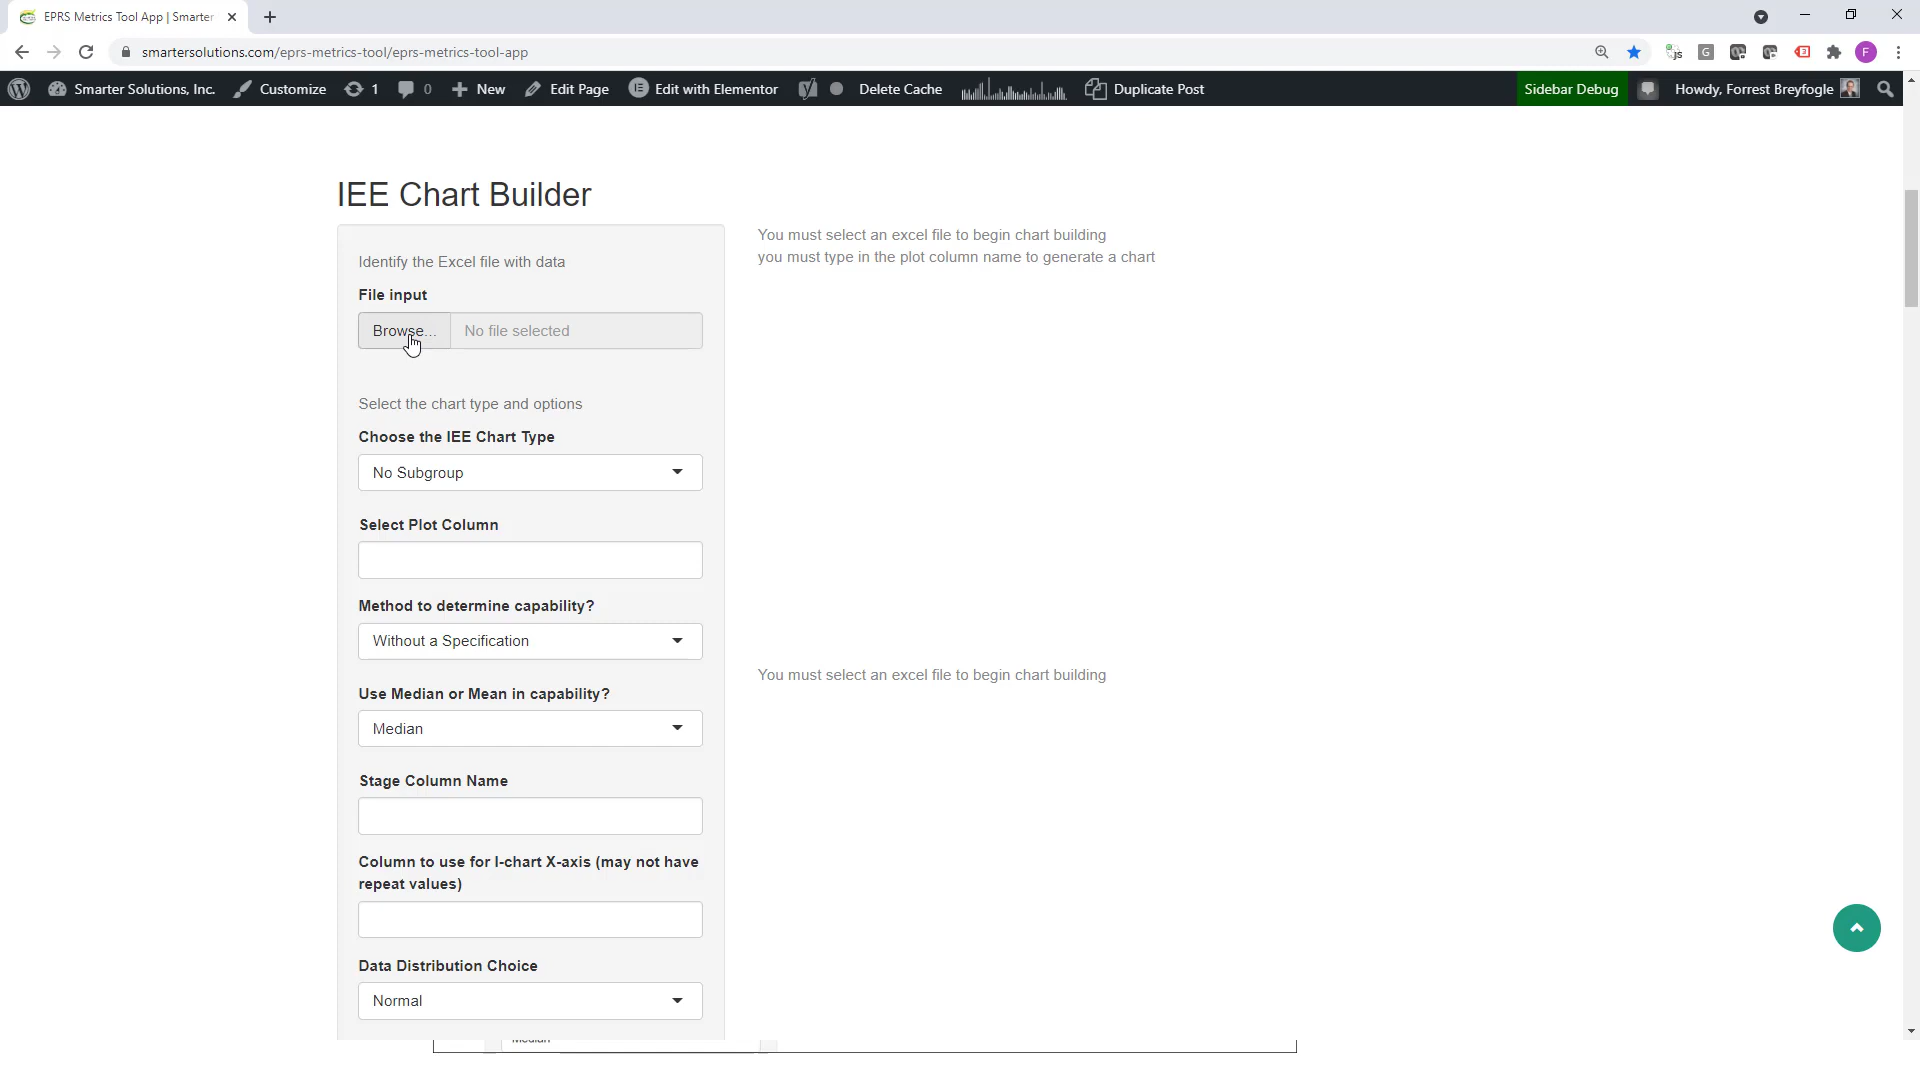 EPRS Metrics Tool App | Smarter
smartersolutions.com/eprs-metrics-tool/eprs-metrics-tool-app
JS
G
3
F
Smarter Solutions, Inc.
Customize
1
0
New
Edit Page
Edit with Elementor
Delete Cache
Duplicate Post
Sidebar Debug
Howdy, Forrest Breyfogle
IEE Chart Builder
You must select an excel file to begin chart building
you must type in the plot column name to generate a chart
Identify the Excel file with data
File input
Browse...
No file selected
Select the chart type and options
Choose the IEE Chart Type
No Subgroup
Select Plot Column
Method to determine capability?
Without a Specification
You must select an excel file to begin chart building
Use Median or Mean in capability?
Median
Stage Column Name
Column to use for I-chart X-axis (may not have
repeat values)
Data Distribution Choice
Normal